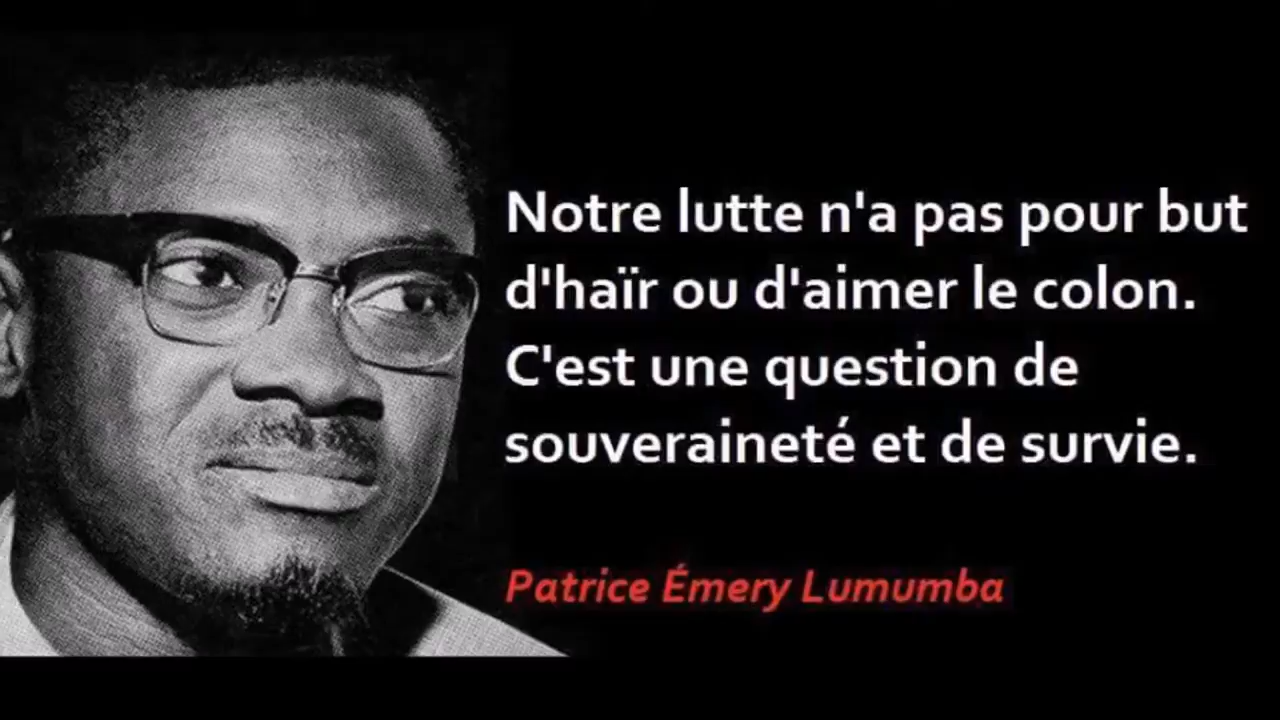 Notre lutte n'a pas pour but
d'haïr ou d'aimer le colon.
C'est une question de
souveraineté et de survie.
Patrice Émery Lumumba